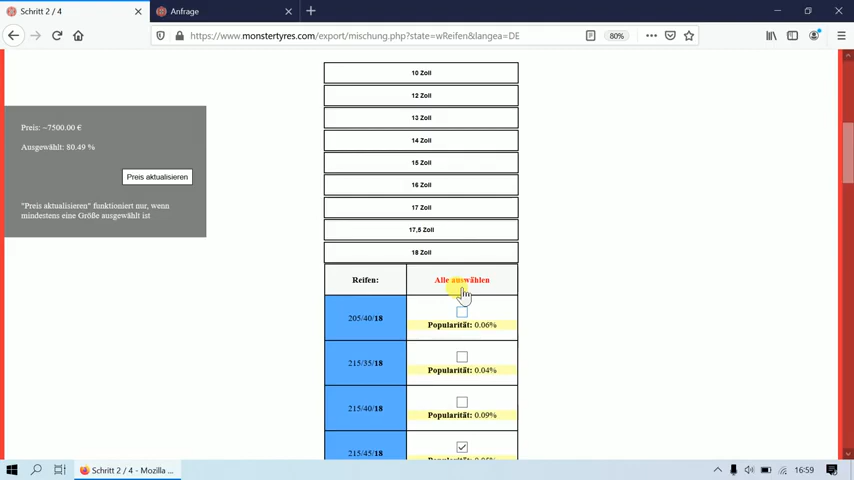 Schritt 2 / 4
Anfrage
https://www.monstertyres.com/export/mischung.php?state=wReifen&langea=DE
80%
10 Zoll
12 Zoll
13 Zoll
14 Zoll
15 Zoll
16 Zoll
17 Zoll
17,5 Zoll
18 Zoll
Preis: ~7500.00 €
Ausgewählt: 80.49 %
Preis aktualisieren
"Preis aktualisieren" funktioniert nur, wenn
mindestens eine Größe ausgewählt ist
Reifen:
Alle auswählen
205/40/18
Popularität: 0.06%
215/35/18
Popularität: 0.04%
215/40/18
Popularität: 0.09%
215/45/18
Schritt 2 / 4 - Mozilla ...
16:59